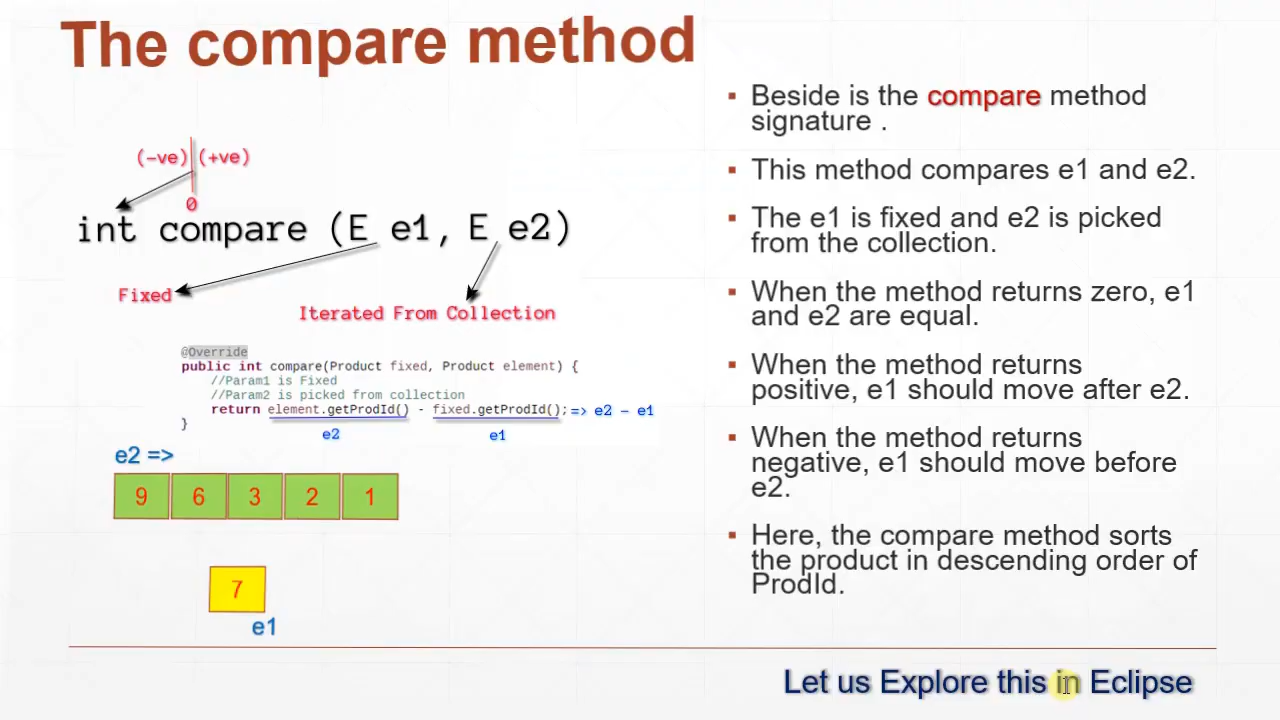 The compare method
(-ve) (+ve)
0
int compare (E e1, E e2)
Fixed
Iterated From Collection
@Override
public int compare(Product fixed, Product element) {
//Param1 is Fixed
//Param2 is picked from collection
return element.getProdId() - fixed.getProdId(); => e2 - e1
}
e2
e1
e2 =>
9 6 3 2 1
7
e1
▪ Beside is the compare method
signature .
▪ This method compares e1 and e2.
▪ The e1 is fixed and e2 is picked
from the collection.
▪ When the method returns zero, e1
and e2 are equal.
▪ When the method returns
positive, e1 should move after e2.
▪ When the method returns
negative, e1 should move before
e2.
▪ Here, the compare method sorts
the product in descending order of
ProdId.
Let us Explore this in Eclipse